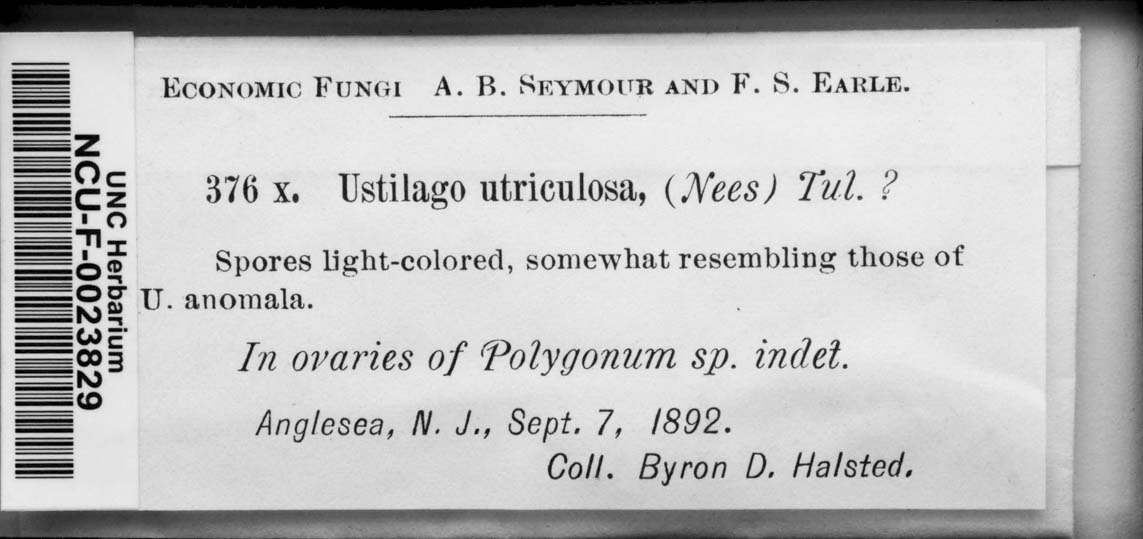 UNC Herbarium
NCU-F-0023829
Economic Fungi A. B. Seymour and F. S. Earle.
376 x. Ustilago utriculosa, (Nees) Tul. ?
Spores light-colored, somewhat resembling those of
U. anomala.
In ovaries of Polygonum sp. indet.
Anglesea, N. J., Sept. 7, 1892.
Coll. Byron D. Halsted.